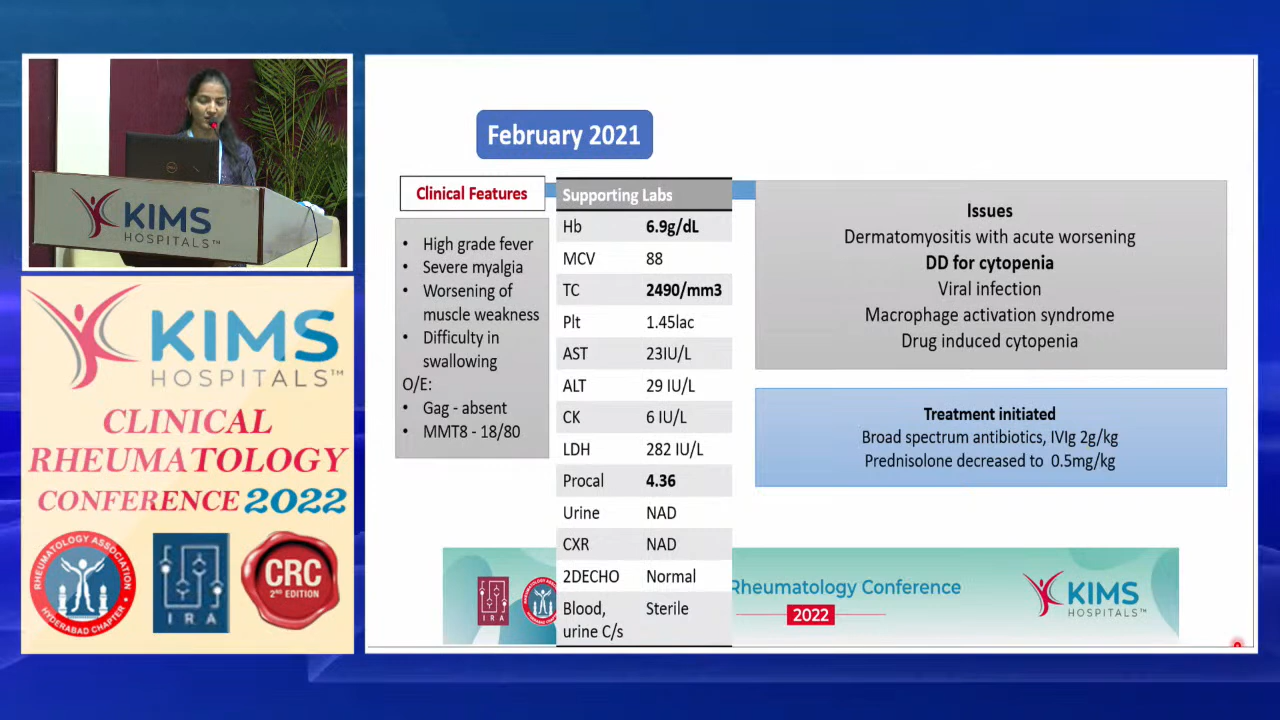 KIMS
HOSPITALS™
KIMS
HOSPITALS™
CLINICAL
RHEUMATOLOGY
CONFERENCE 2022
RHEUMATOLOGY ASSOCIATION
HYDERABAD CHAPTER
IRA
CRC
2ND EDITION
February 2021
Clinical Features
• High grade fever
• Severe myalgia
• Worsening of
muscle weakness
• Difficulty in
swallowing
O/E:
• Gag - absent
• MMT8 - 18/80
Supporting Labs
Hb 6.9g/dL
MCV 88
TC 2490/mm3
Plt 1.45lac
AST 23IU/L
ALT 29 IU/L
CK 6 IU/L
LDH 282 IU/L
Procal 4.36
Urine NAD
CXR NAD
2DECHO Normal
Blood, Sterile
urine C/s
Issues
Dermatomyositis with acute worsening
DD for cytopenia
Viral infection
Macrophage activation syndrome
Drug induced cytopenia
Treatment initiated
Broad spectrum antibiotics, IVIg 2g/kg
Prednisolone decreased to 0.5mg/kg
IRA
Rheumatology Conference
2022
KIMS
HOSPITALS™